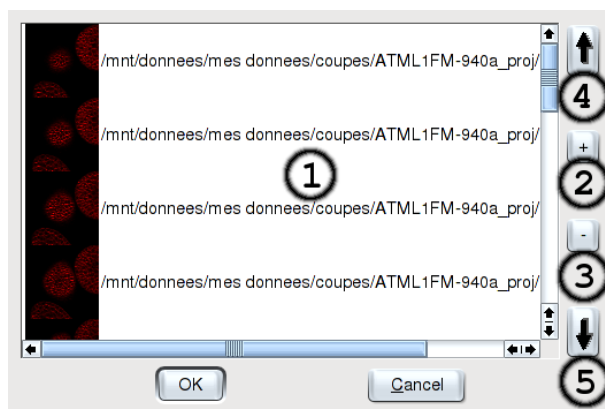 /mnt/donnees/mes donnees/coupes/ATML1FM-940a_proj/
4
/mnt/donnees/mes donnees/coupes/ATML1FM-940a_proj/
+
1
2
/mnt/donnees/mes donnees/coupes/ATML1FM-940a_proj/
-
3
/mnt/donnees/mes donnees/coupes/ATML1FM-940a_proj/
OK
Cancel
5